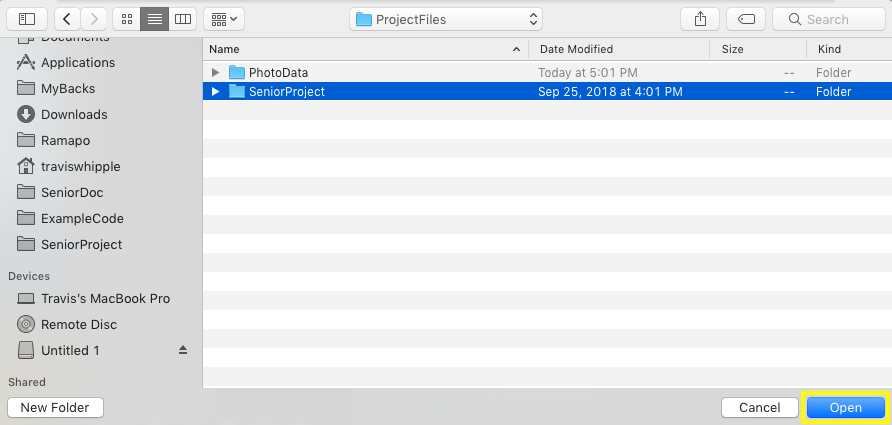 ProjectFiles
Search
Documents
Applications
MyBacks
Downloads
Ramapo
traviswhipple
SeniorDoc
ExampleCode
SeniorProject
Devices
Travis's MacBook Pro
Remote Disc
Untitled 1
Shared
Name Date Modified Size Kind
PhotoData Today at 5:01 PM -- Folder
SeniorProject Sep 25, 2018 at 4:01 PM -- Folder
New Folder Cancel Open